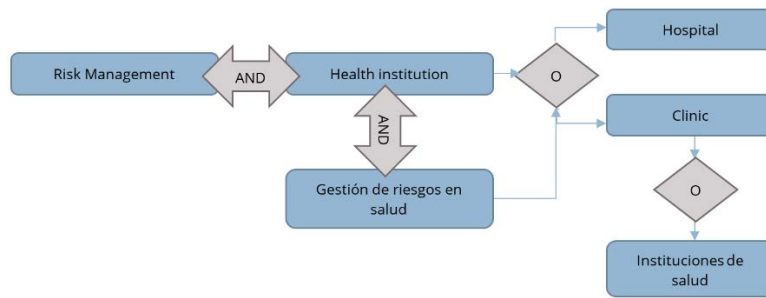 Hospital
Risk Management
AND
Health institution
O
AND
Clinic
Gestión de riesgos en
salud
O
Instituciones de
salud